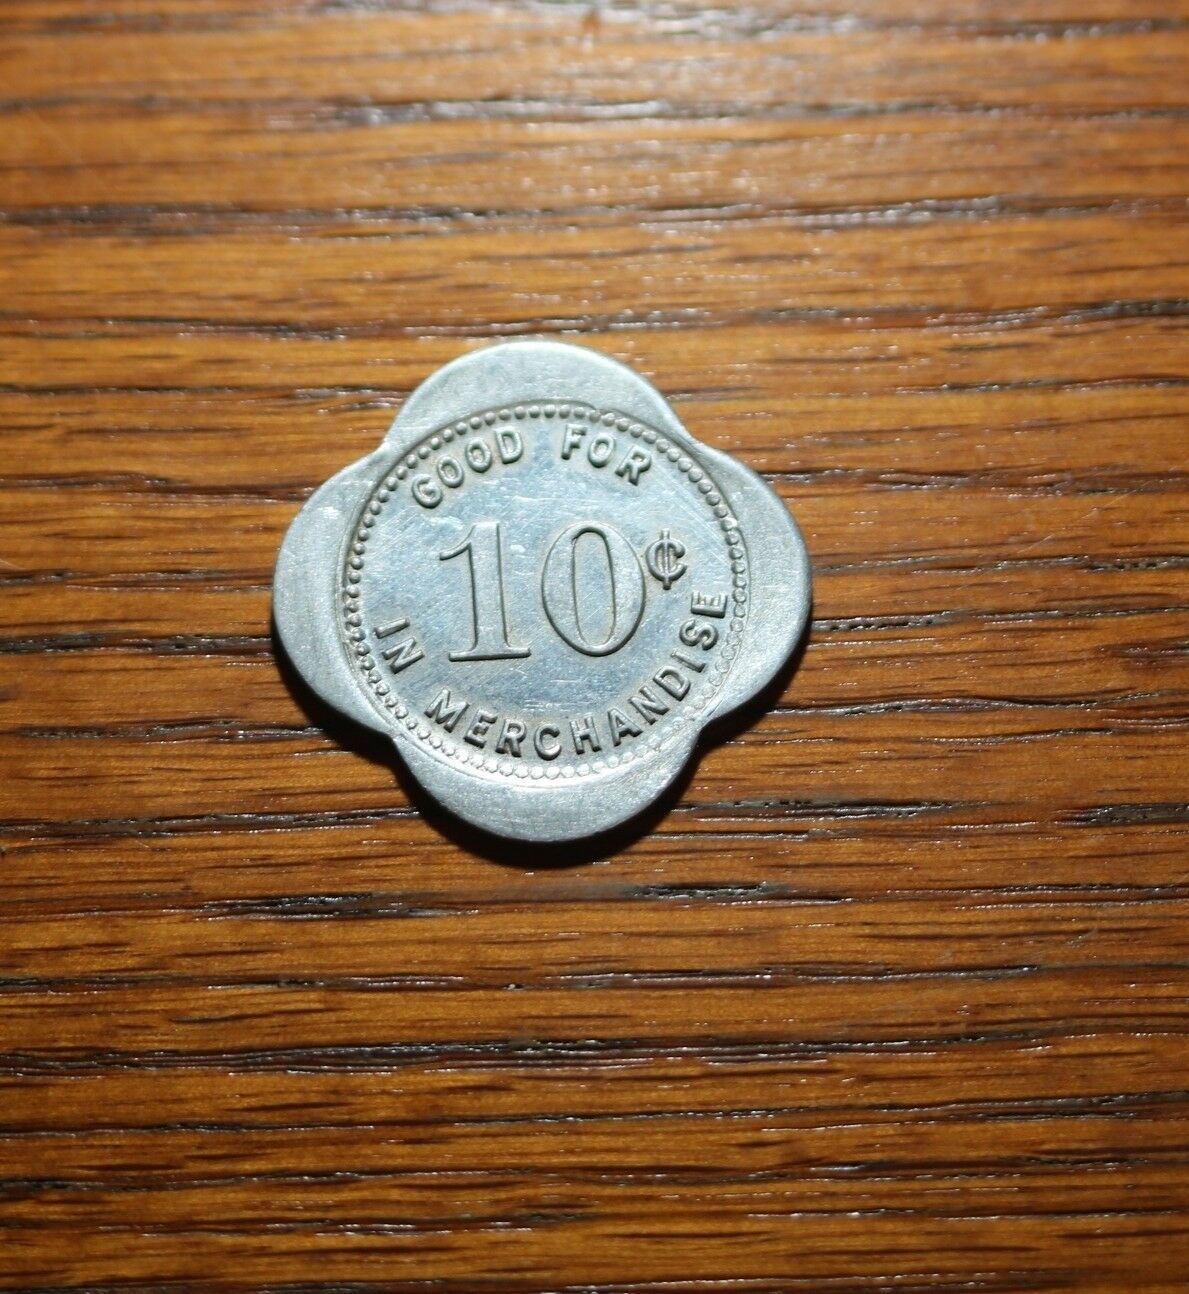 GOOD FOR
10¢
IN MERCHANDISE